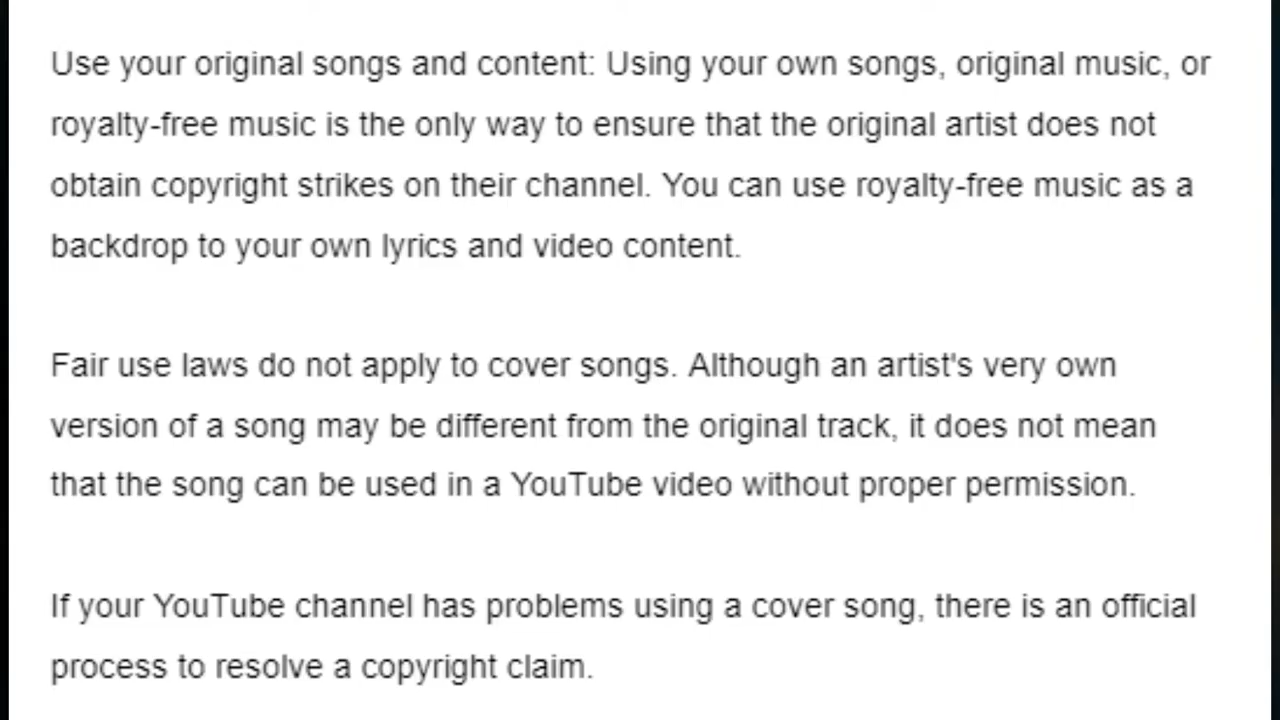 Use your original songs and content: Using your own songs, original music, or
royalty-free music is the only way to ensure that the original artist does not
obtain copyright strikes on their channel. You can use royalty-free music as a
backdrop to your own lyrics and video content.
Fair use laws do not apply to cover songs. Although an artist's very own
version of a song may be different from the original track, it does not mean
that the song can be used in a YouTube video without proper permission.
If your YouTube channel has problems using a cover song, there is an official
process to resolve a copyright claim.